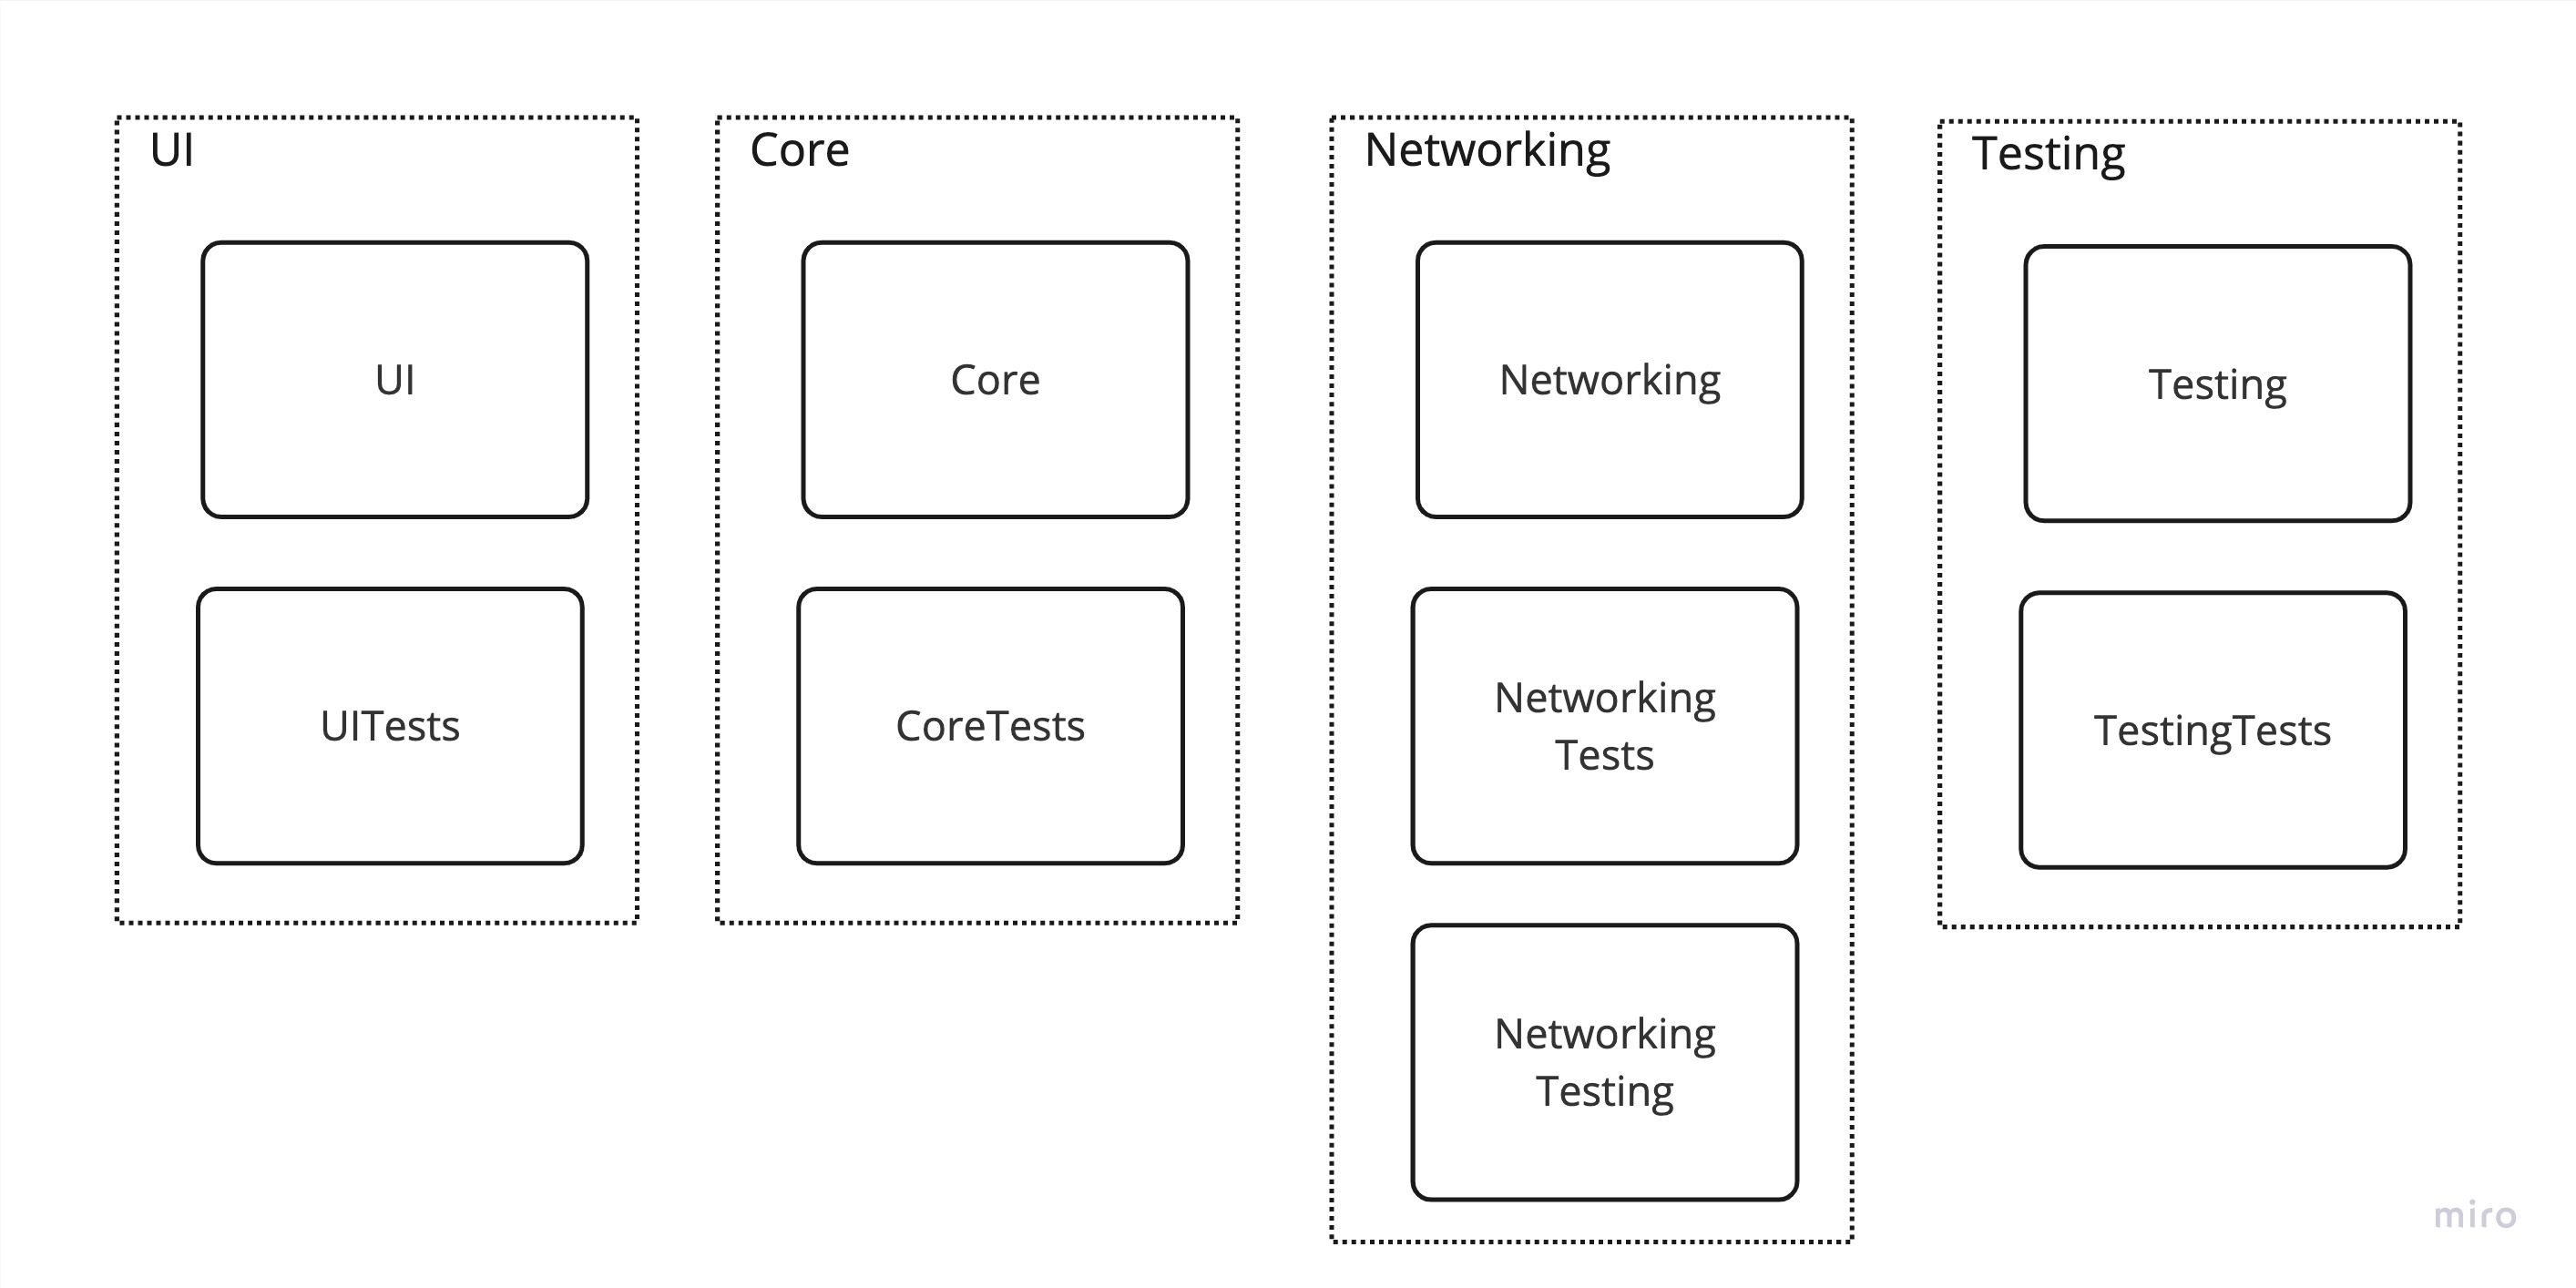 UI
UI
UITests
Core
Core
CoreTests
Networking
Networking
Networking
Tests
Networking
Testing
Testing
Testing
TestingTests
miro